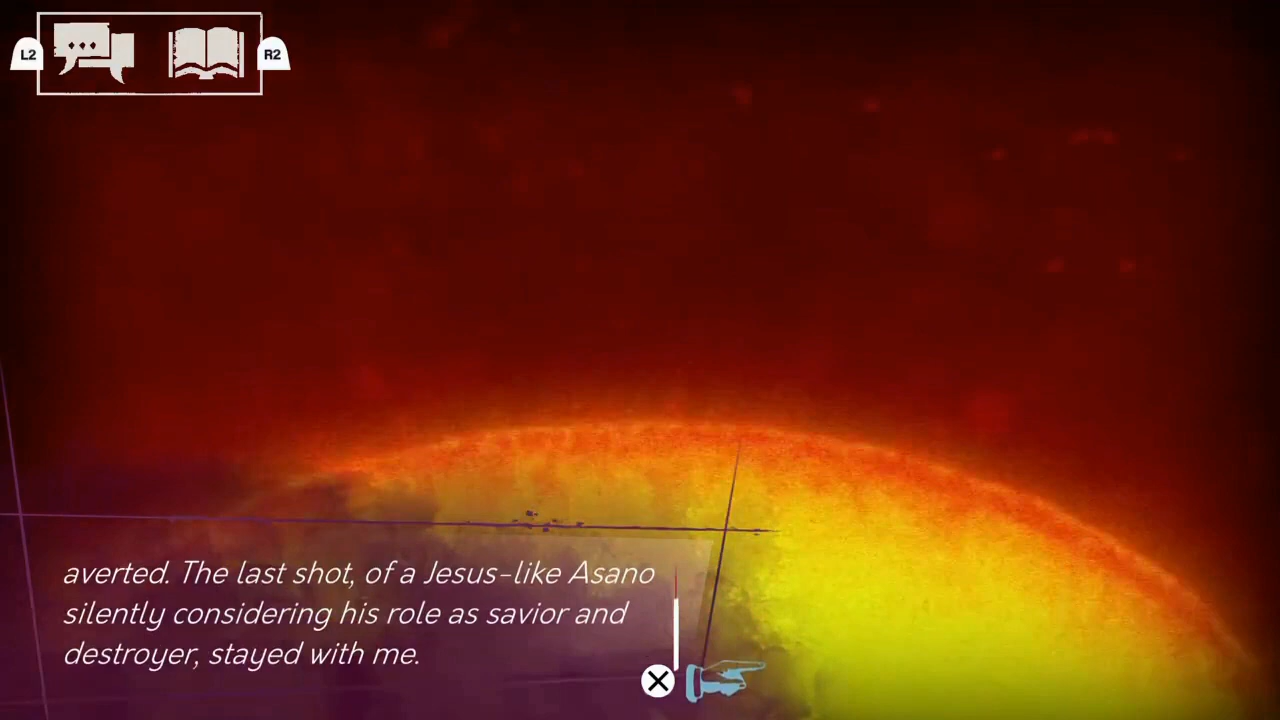 L2
R2
averted. The last shot, of a Jesus-like Asano
silently considering his role as savior and
destroyer, stayed with me.